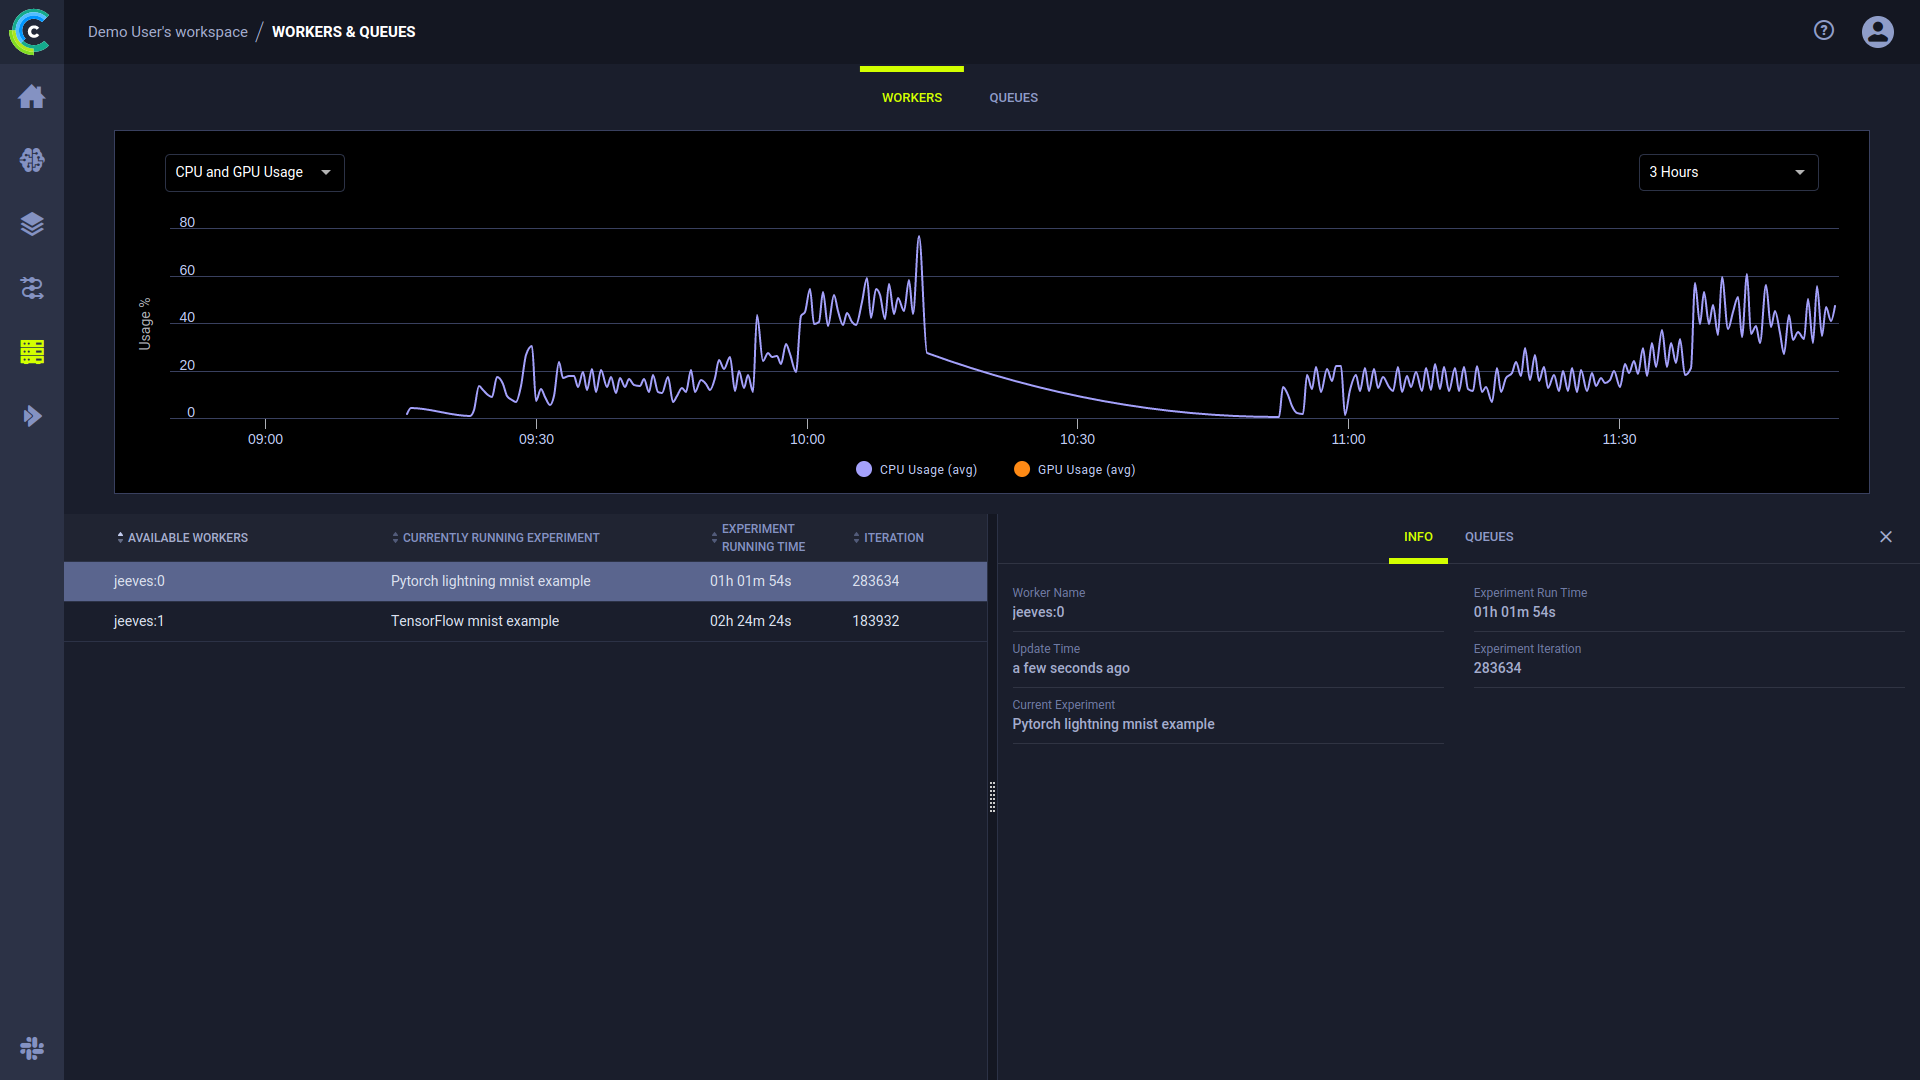 Demo User's workspace / WORKERS & QUEUES
WORKERS QUEUES
CPU and GPU Usage
3 Hours
80
60
40
20
0
Usage %
09:00 09:30 10:00 10:30 11:00 11:30
CPU Usage (avg) GPU Usage (avg)
AVAILABLE WORKERS CURRENTLY RUNNING EXPERIMENT EXPERIMENT RUNNING TIME ITERATION
jeeves:0 Pytorch lightning mnist example 01h 01m 54s 283634
jeeves:1 TensorFlow mnist example 02h 24m 24s 183932
INFO QUEUES
Worker Name
jeeves:0
Experiment Run Time
01h 01m 54s
Update Time
a few seconds ago
Experiment Iteration
283634
Current Experiment
Pytorch lightning mnist example